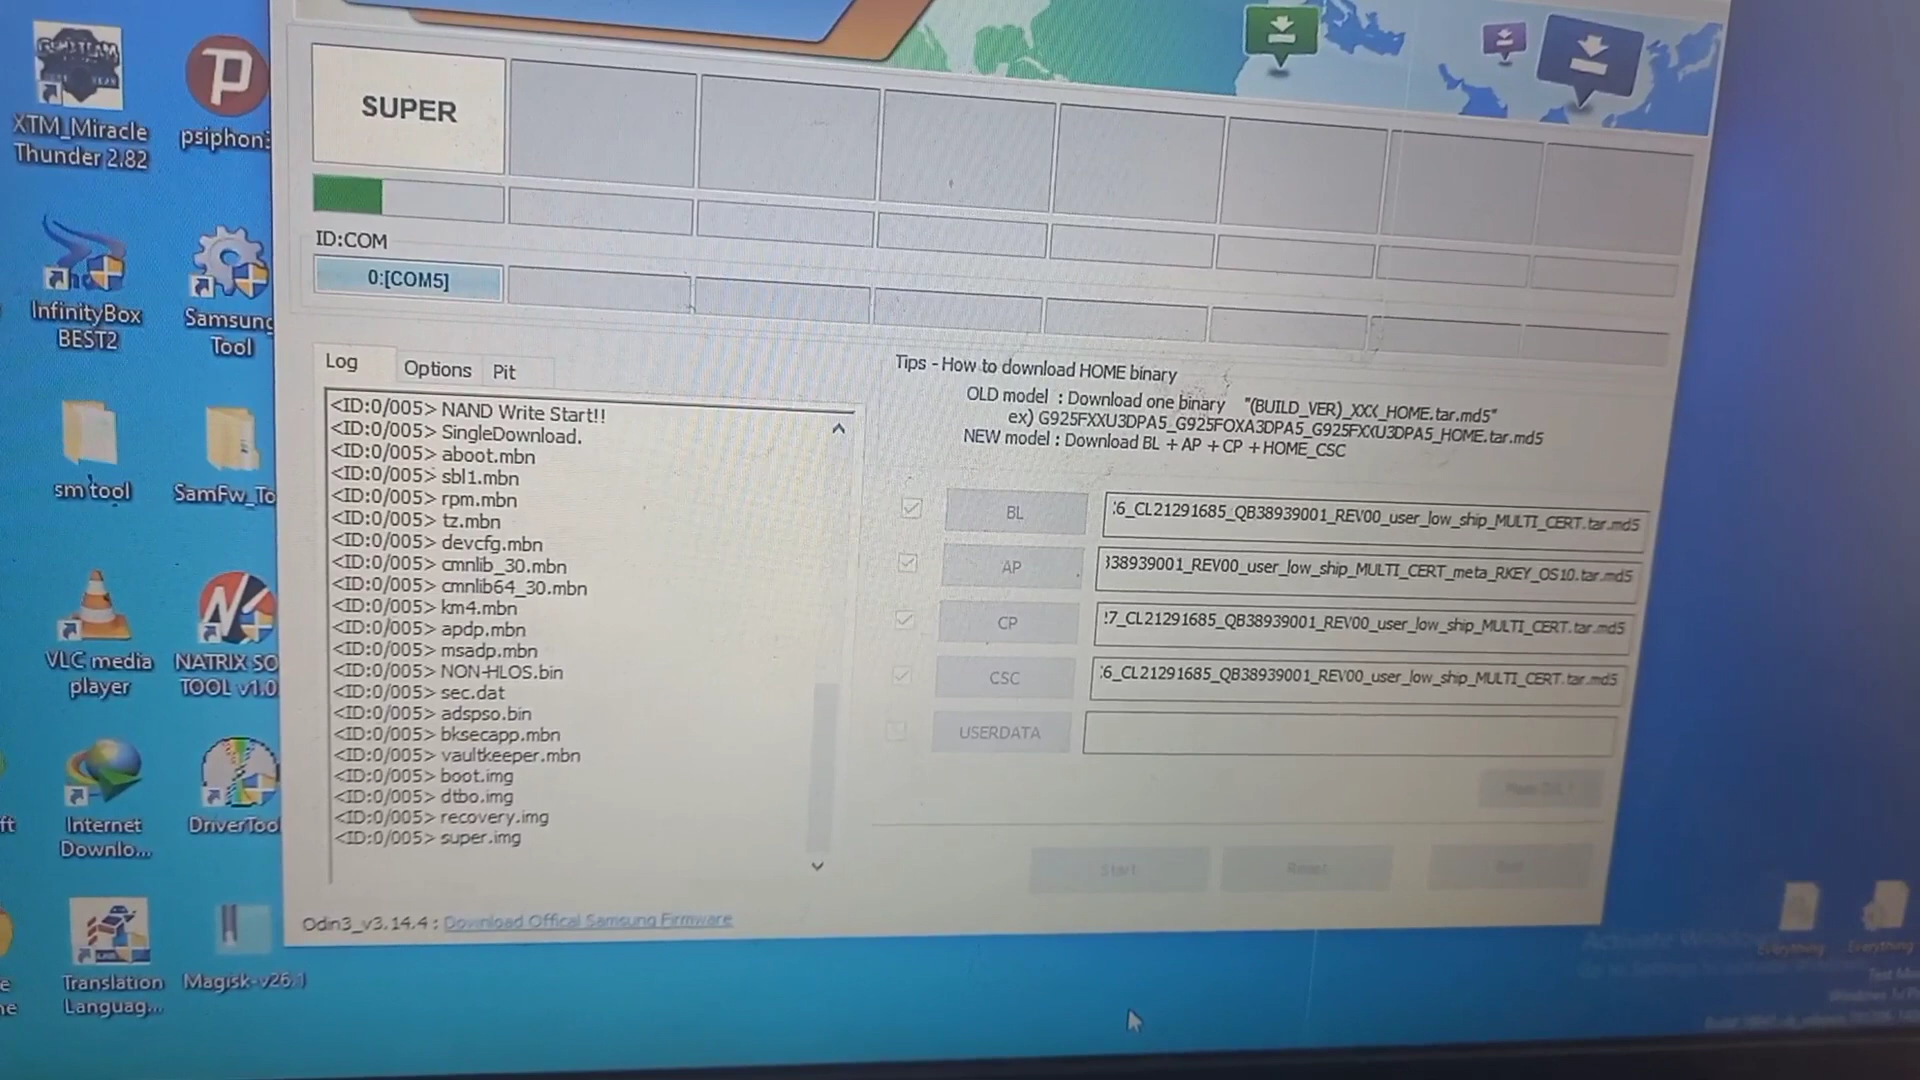 XTM_Miracle
Thunder 2.82
psiphon3
InfinityBox
BEST2
Samsung
Tool
sm tool
SamFw_To
VLC media
player
NATRIX SO
TOOL v1.0
Internet
Downlo...
DriverTool
Translation
Languag...
Magisk-v26.1
SUPER
ID:COM
0:[COM5]
Log
Options
Pit
<ID:0/005> NAND Write Start!!
<ID:0/005> SingleDownload.
<ID:0/005> aboot.mbn
<ID:0/005> sbl1.mbn
<ID:0/005> rpm.mbn
<ID:0/005> tz.mbn
<ID:0/005> devcfg.mbn
<ID:0/005> cmnlib_30.mbn
<ID:0/005> cmnlib64_30.mbn
<ID:0/005> km4.mbn
<ID:0/005> apdp.mbn
<ID:0/005> msadp.mbn
<ID:0/005> NON-HLOS.bin
<ID:0/005> sec.dat
<ID:0/005> adspso.bin
<ID:0/005> bksecapp.mbn
<ID:0/005> vaultkeeper.mbn
<ID:0/005> boot.img
<ID:0/005> dtbo.img
<ID:0/005> recovery.img
<ID:0/005> super.img
Tips - How to download HOME binary
OLD model : Download one binary "(BUILD_VER)_XXX_HOME.tar.md5"
ex) G925FXXU3DPA5_G925FOXA3DPA5_G925FXXU3DPA5_HOME.tar.md5
NEW model : Download BL + AP + CP + HOME_CSC
BL
6_CL21291685_QB38939001_REV00_user_low_ship_MULTI_CERT.tar.md5
AP
38939001_REV00_user_low_ship_MULTI_CERT_meta_RKEY_OS10.tar.md5
CP
7_CL21291685_QB38939001_REV00_user_low_ship_MULTI_CERT.tar.md5
CSC
6_CL21291685_QB38939001_REV00_user_low_ship_MULTI_CERT.tar.md5
USERDATA
Start
Reset
Odin3_v3.14.4 : Download Offical Samsung Firmware
Everything
Everything
Activate Windows